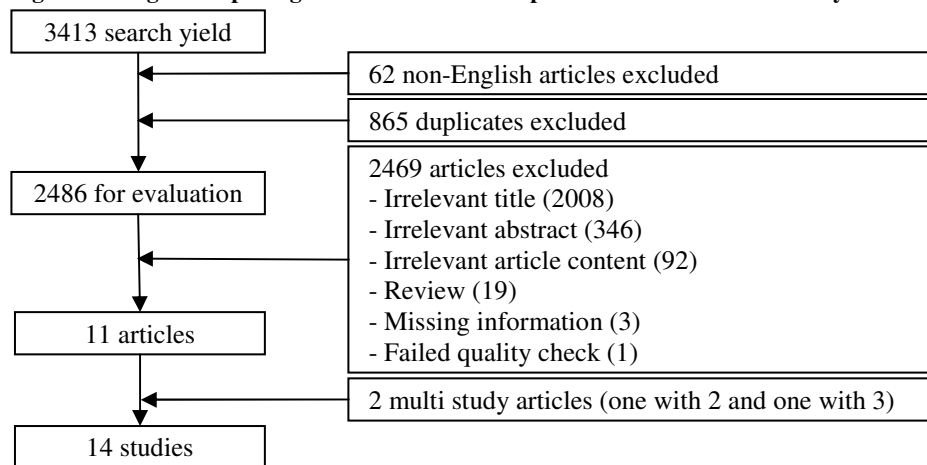 3413 search yield
62 non-English articles excluded
865 duplicates excluded
2486 for evaluation
2469 articles excluded
- Irrelevant title (2008)
- Irrelevant abstract (346)
- Irrelevant article content (92)
- Review (19)
- Missing information (3)
- Failed quality check (1)
11 articles
2 multi study articles (one with 2 and one with 3)
14 studies